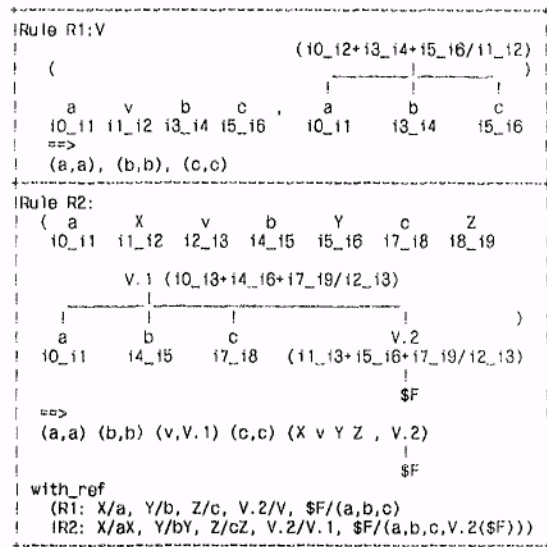 Rule R1:V
(i0_i2+i3_i4+i5_i6/i1_i2)
( )
a v b c , a b c
i0_i1 i1_i2 i3_i4 i5_i6 i0_i1 i3_i4 i5_i6
==>
(a,a), (b,b), (c,c)
Rule R2:
( a X v b Y c Z
i0_i1 i1_i2 i2_i3 i4_i5 i5_i6 i7_i8 i8_i9
V.1 (i0_i3+i4_i6+i7_i9/i2_i3)
)
a b c V.2
i0_i1 i4_i5 i7_i8 (i1_i3+i5_i6+i7_i9/i2_i3)
$F
==>
(a,a) (b,b) (v,V.1) (c,c) (X v Y Z , V.2)
$F
with_ref
(R1: X/a, Y/b, Z/c, V.2/V, $F/(a,b,c)
!R2: X/aX, Y/bY, Z/cZ, V.2/V.1, $F/(a,b,c,V.2($F)))